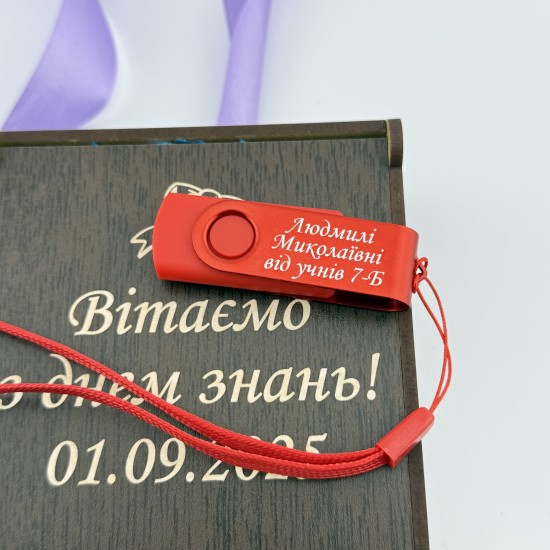 Людмилі
Миколаївні
від учнів 7-Б
Вітаємо
з днем знань!
01.09.2025